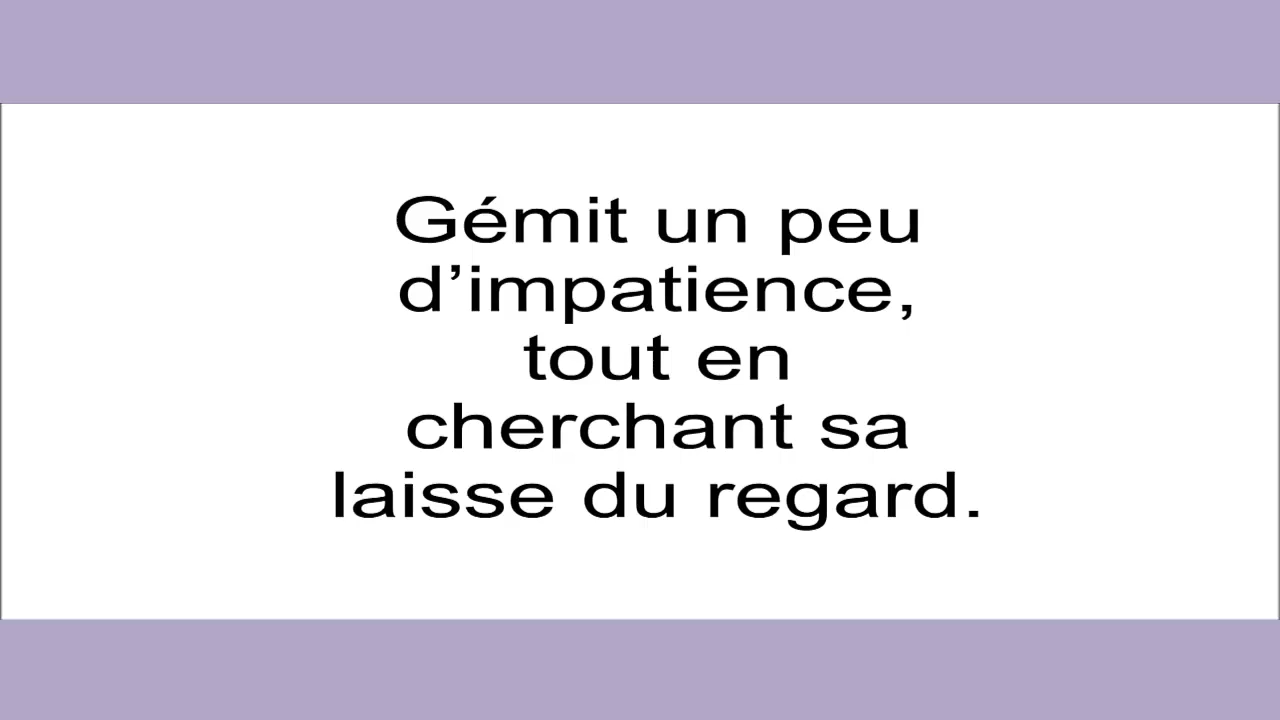 Gémit un peu
d’impatience,
tout en
cherchant sa
laisse du regard.